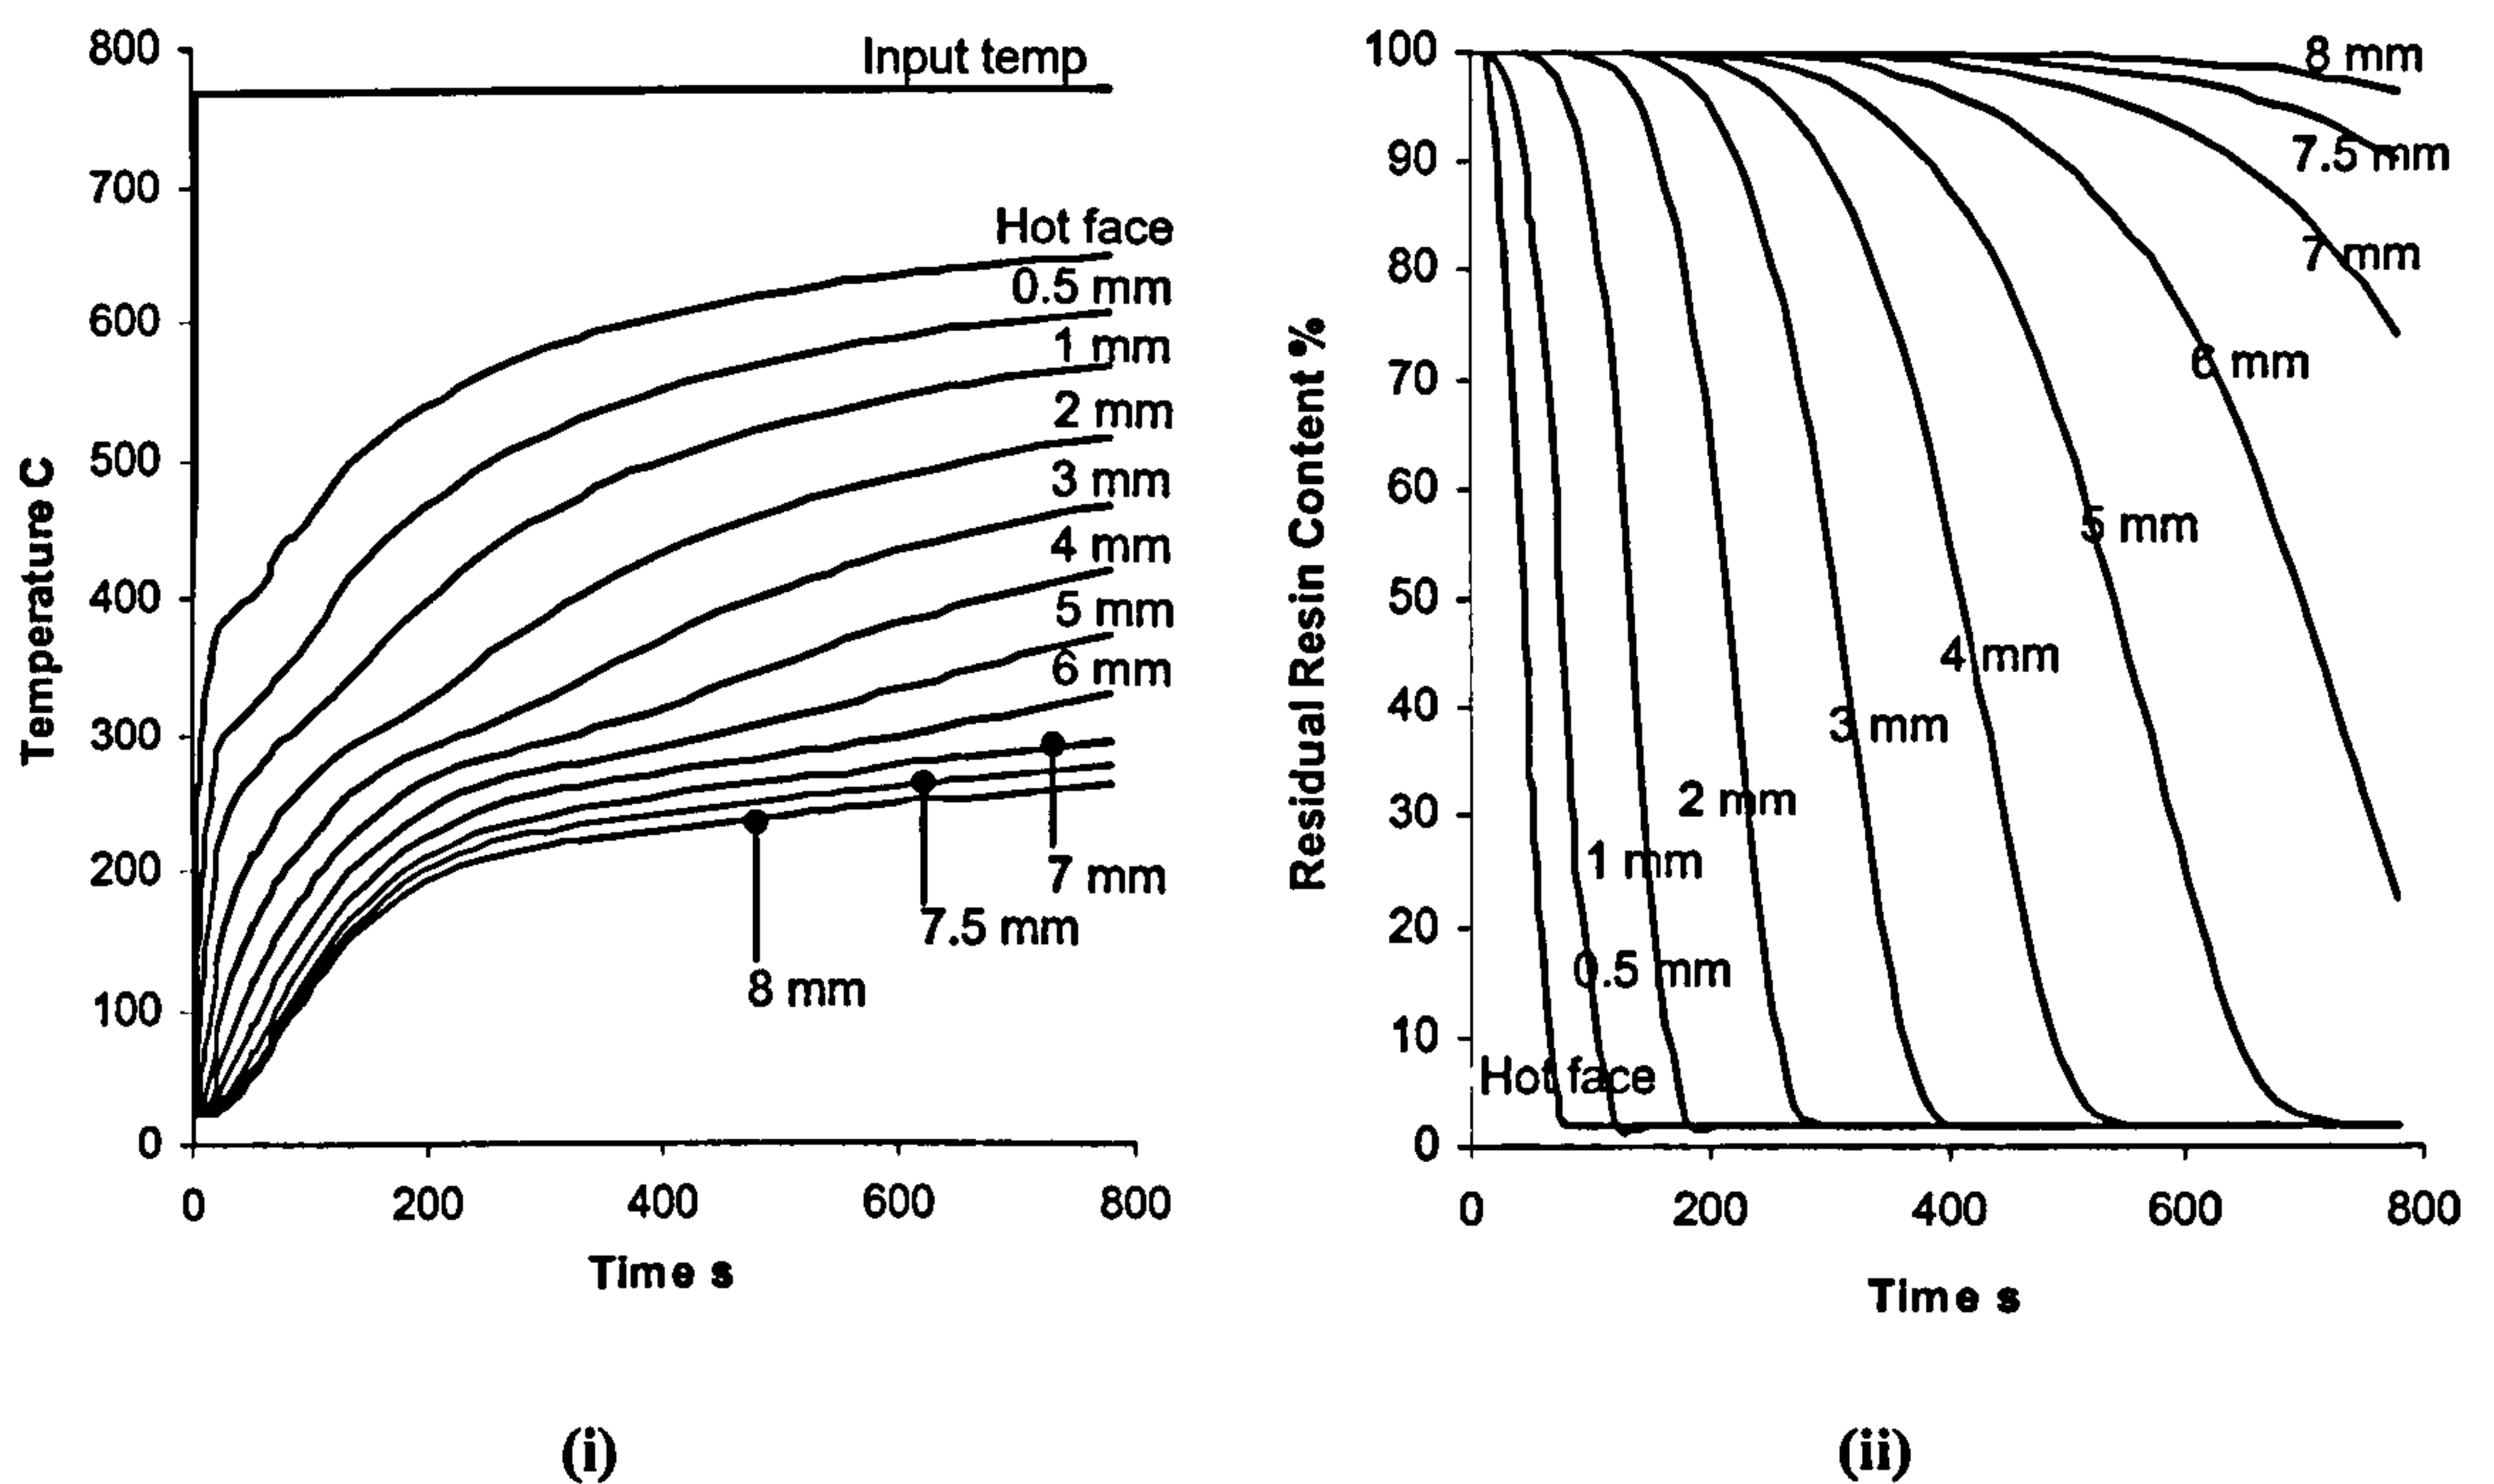 800
700
600
500
400
300
200
100
0
Temperature C
Input temp
Hot face
0.5 mm
1 mm
2 mm
3 mm
4 mm
5 mm
6 mm
7 mm
7.5 mm
8 mm
0 200 400 600 800
Time s
(i)
100
90
80
70
60
50
40
30
20
10
0
Residual Resin Content %
8 mm
7.5 mm
7 mm
6 mm
5 mm
4 mm
3 mm
2 mm
1 mm
0.5 mm
Hot face
0 200 400 600 800
Time s
(ii)